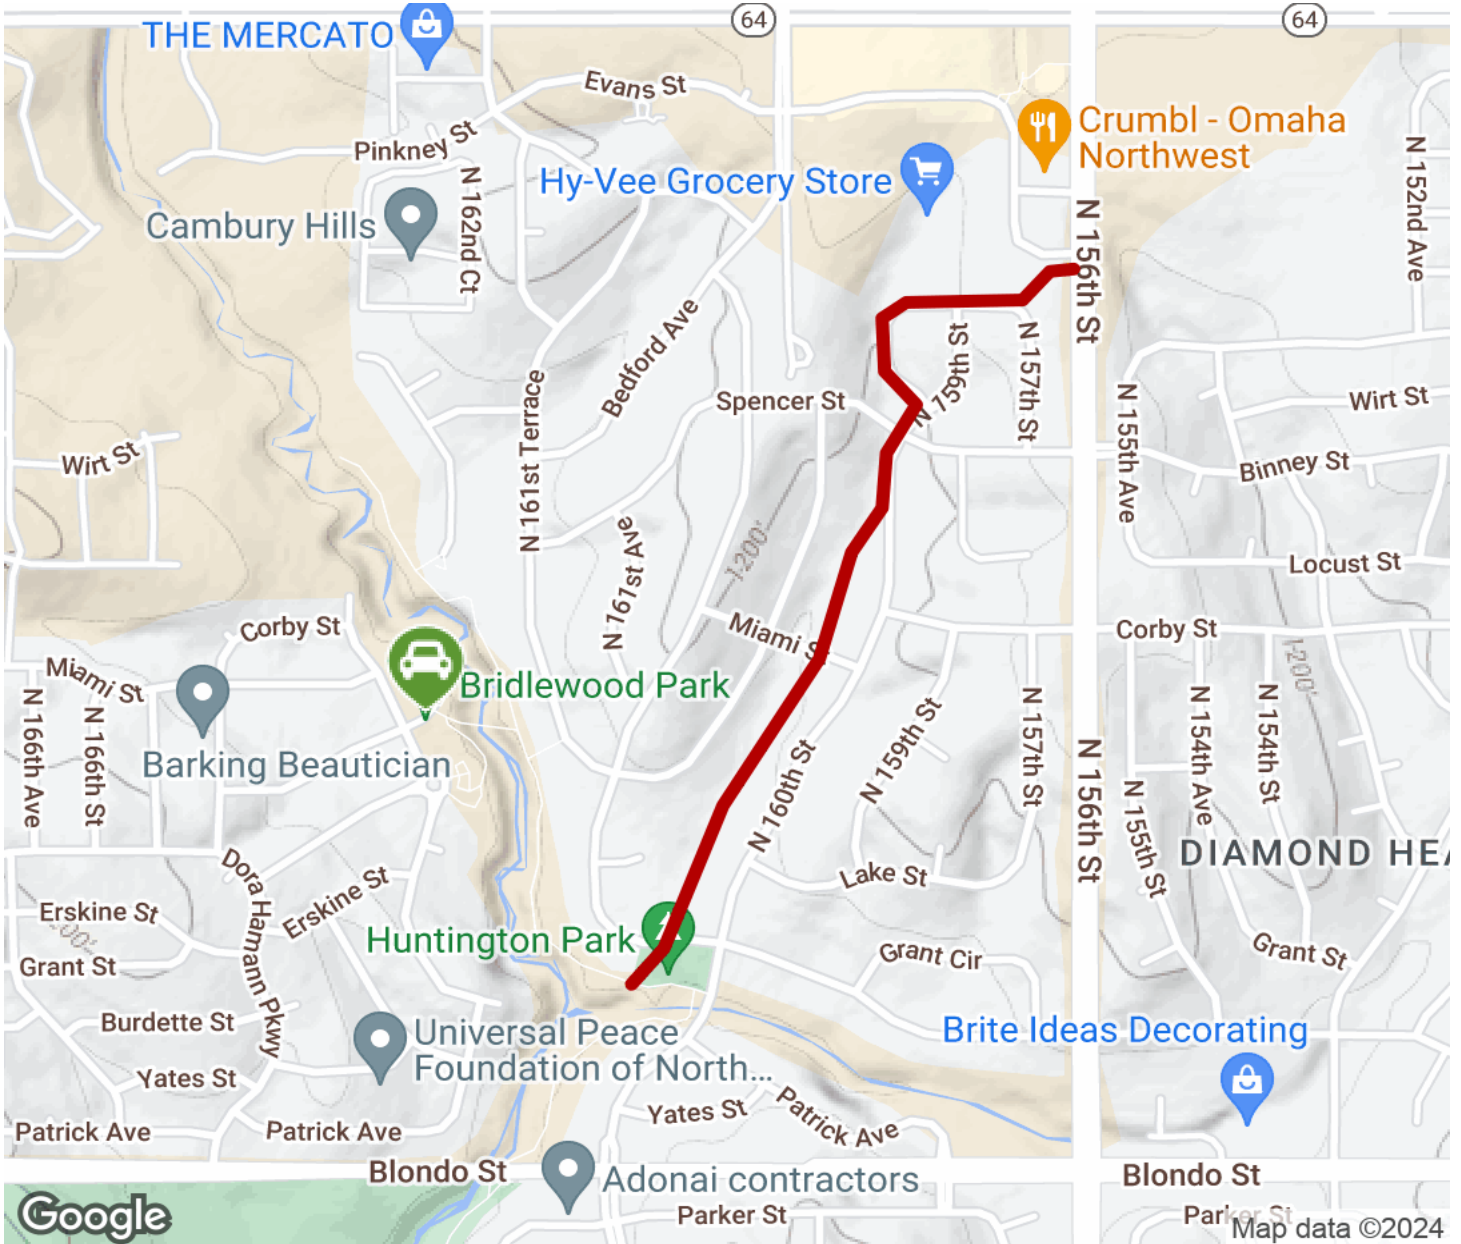 64
64
THE MERCATO
Evans St
Crumbl - Omaha
Northwest
Pinkney St
Hy-Vee Grocery Store
N 152nd Ave
N 162nd Ct
Cambury Hills
N 156th St
Bedford Ave
N 159th St
N 157th St
N 161st Terrace
Spencer St
N 155th Ave
Wirt St
Wirt St
Binney St
1200'
N 161st Ave
Locust St
Corby St
Miami St
Corby St
1200'
Miami St
Bridlewood Park
N 166th Ave
N 166th St
Barking Beautician
N 160th St
N 159th St
N 157th St
N 156th St
N 154th Ave
N 154th St
N 155th St
DIAMOND HEA
Dora Hamann Pkwy
Erskine St
Lake St
Erskine St
Huntington Park
Grant Cir
Grant St
Grant St
Burdette St
Universal Peace
Foundation of North...
Brite Ideas Decorating
Yates St
Yates St
Patrick Ave
Patrick Ave
Patrick Ave
Blondo St
Adonai contractors
Blondo St
Parker St
Parker St
Google
Map data ©2024